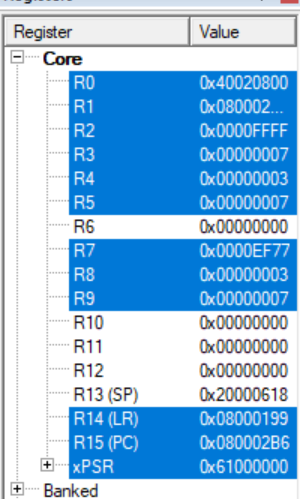 Register Value
Core
R0 0x40020800
R1 0x080002...
R2 0x0000FFFF
R3 0x00000007
R4 0x00000003
R5 0x00000007
R6 0x00000000
R7 0x0000EF77
R8 0x00000003
R9 0x00000007
R10 0x00000000
R11 0x00000000
R12 0x00000000
R13 (SP) 0x20000618
R14 (LR) 0x08000199
R15 (PC) 0x080002B6
xPSR 0x61000000
Banked